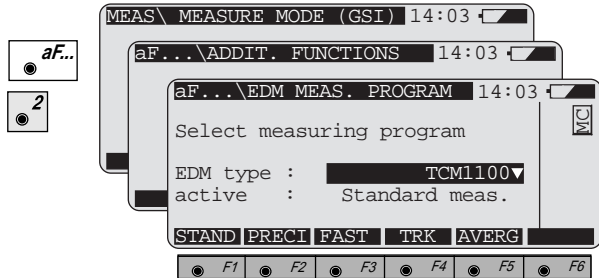 MEAS\ MEASURE MODE (GSI) 14:03
aF...
aF...\ADDIT. FUNCTIONS 14:03
2
aF...\EDM MEAS. PROGRAM 14:03
MC
Select measuring program
EDM type : TCM1100▼
active : Standard meas.
STAND PRECI FAST TRK AVERG
F1 F2 F3 F4 F5 F6